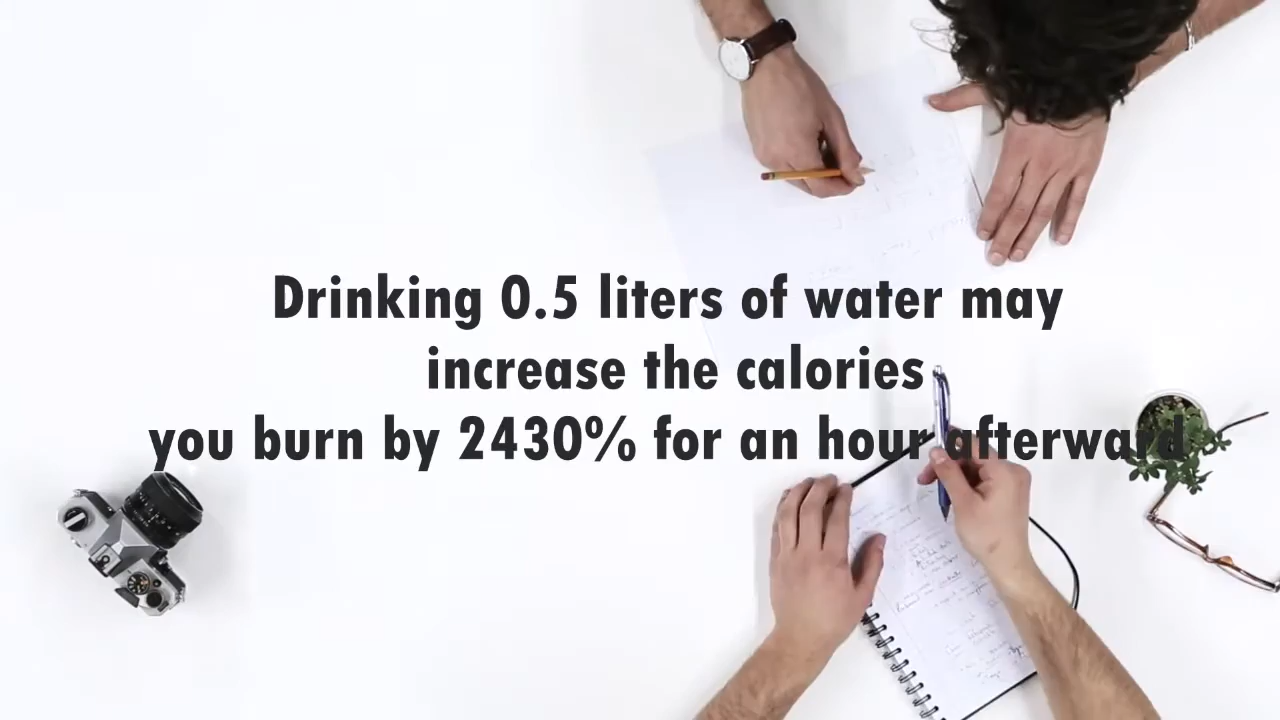 Drinking 0.5 liters of water may
increase the calories
you burn by 2430% for an hour afterward